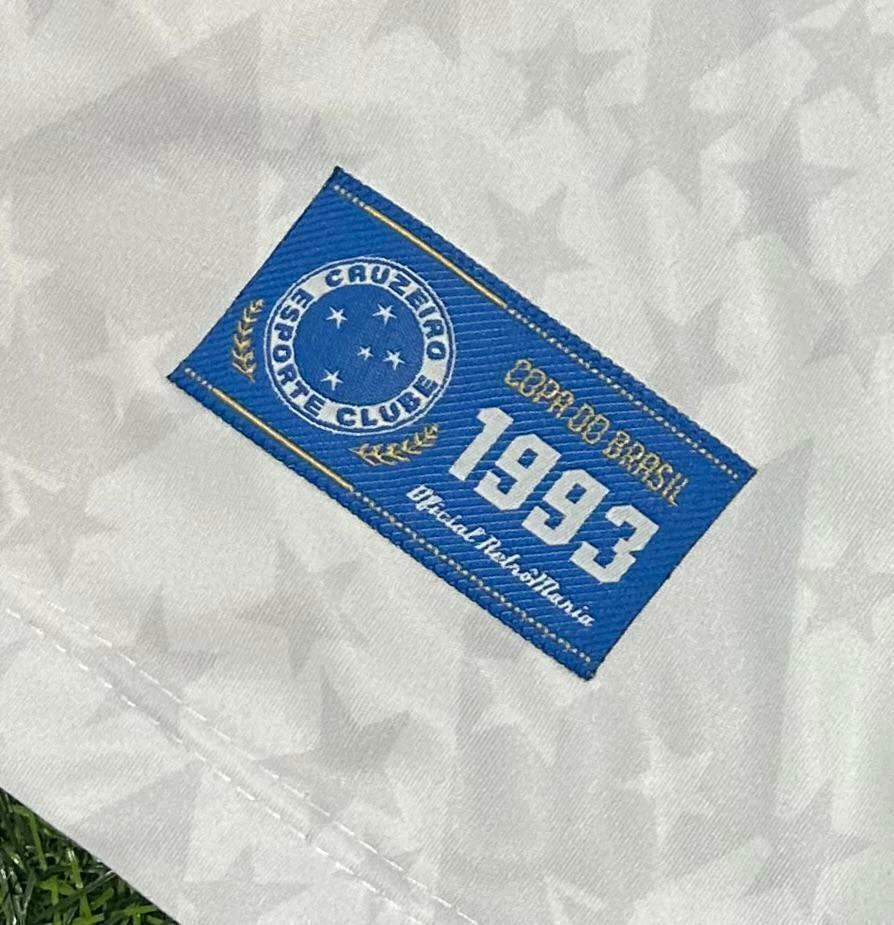 CRUZEIRO
ESPORTE CLUBE
COPA DO BRASIL
1993
Oficial RetrôMania